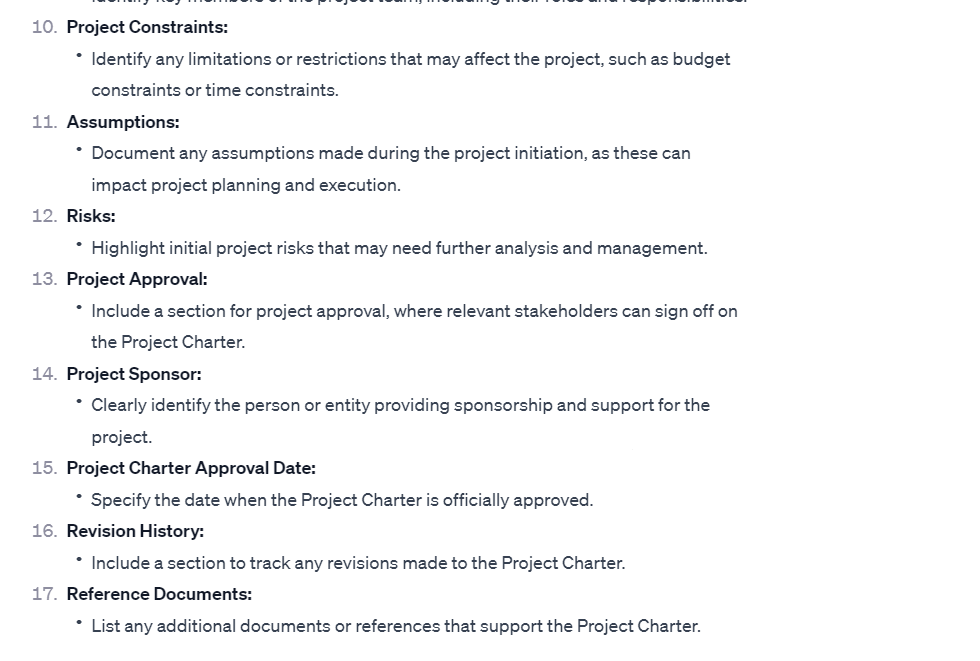 Identify key members of the project team, including their roles and responsibilities.
10. Project Constraints:
• Identify any limitations or restrictions that may affect the project, such as budget
constraints or time constraints.
11. Assumptions:
• Document any assumptions made during the project initiation, as these can
impact project planning and execution.
12. Risks:
• Highlight initial project risks that may need further analysis and management.
13. Project Approval:
• Include a section for project approval, where relevant stakeholders can sign off on
the Project Charter.
14. Project Sponsor:
• Clearly identify the person or entity providing sponsorship and support for the
project.
15. Project Charter Approval Date:
• Specify the date when the Project Charter is officially approved.
16. Revision History:
• Include a section to track any revisions made to the Project Charter.
17. Reference Documents:
• List any additional documents or references that support the Project Charter.